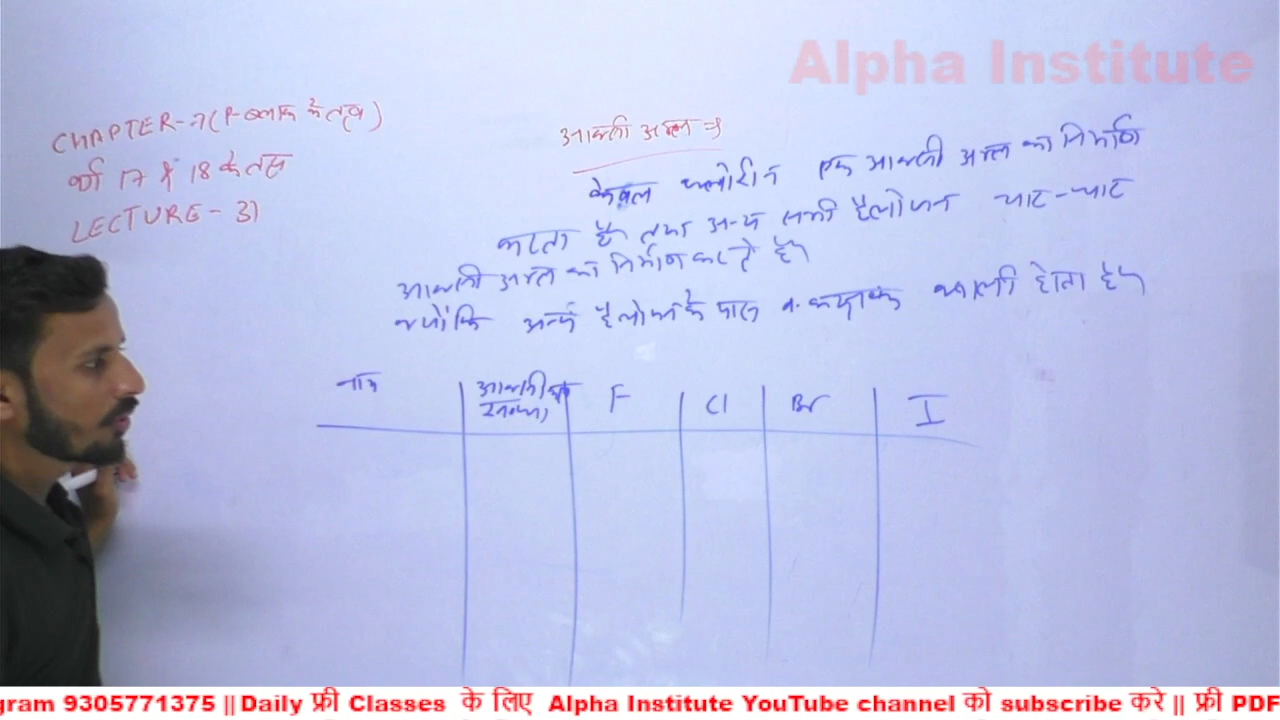 Alpha Institute
CHAPTER-7(P-ब्लाक के तत्व)
वर्ग 17 & 18 के तत्व
LECTURE-31
आक्सी अम्ल ⇒
केवल फ्लोरीन एक आक्सी अम्ल का निर्माण
करता है तथा अन्य सभी हैलोजन चार-चार
आक्सी अम्ल का निर्माण करते है।
क्योंकि अन्य हैलोजन के पास d-कक्षक खाली होता है।
नाम आक्सीकरण F Cl Br I
संख्या
gram 9305771375 || Daily फ्री Classes के लिए Alpha Institute YouTube channel को subscribe करे || फ्री PDF